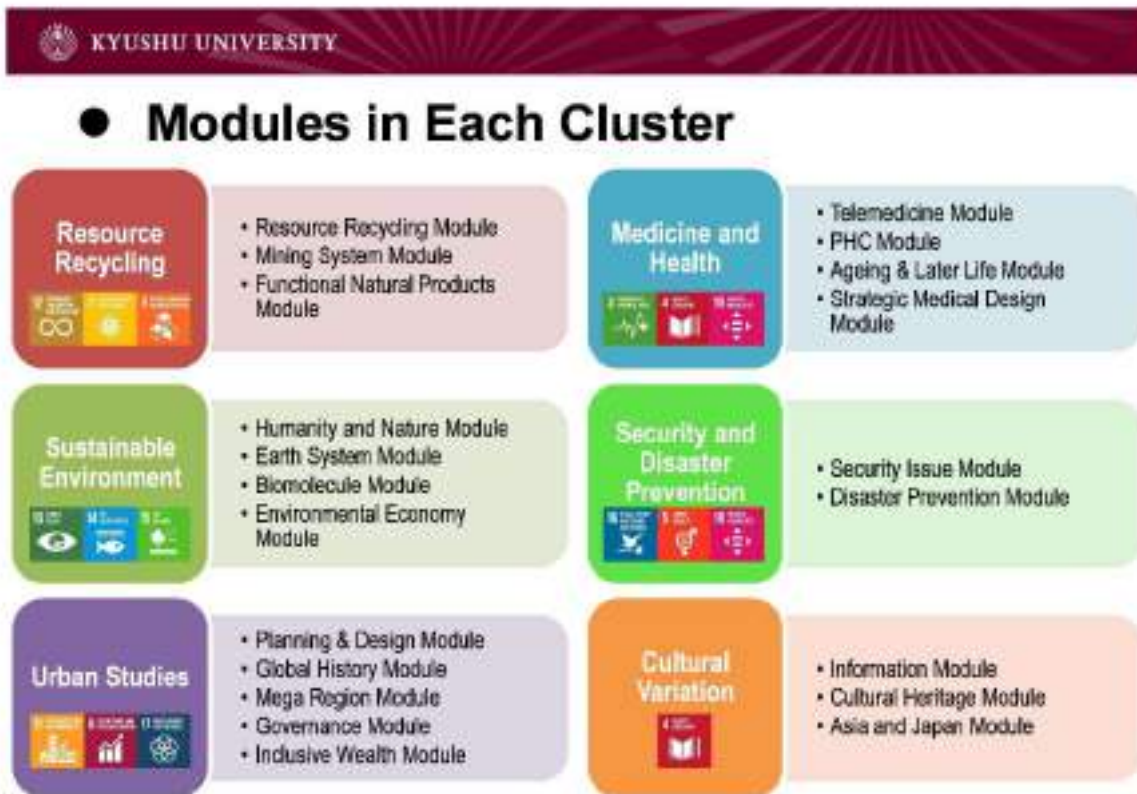 KYUSHU UNIVERSITY
• Modules in Each Cluster
Resource
Recycling
• Resource Recycling Module
• Mining System Module
• Functional Natural Products
Module
Medicine and
Health
• Telemedicine Module
• PHC Module
• Ageing & Later Life Module
• Strategic Medical Design
Module
Sustainable
Environment
• Humanity and Nature Module
• Earth System Module
• Biomolecule Module
• Environmental Economy
Module
Security and
Disaster
Prevention
• Security Issue Module
• Disaster Prevention Module
Urban Studies
• Planning & Design Module
• Global History Module
• Mega Region Module
• Governance Module
• Inclusive Wealth Module
Cultural
Variation
• Information Module
• Cultural Heritage Module
• Asia and Japan Module